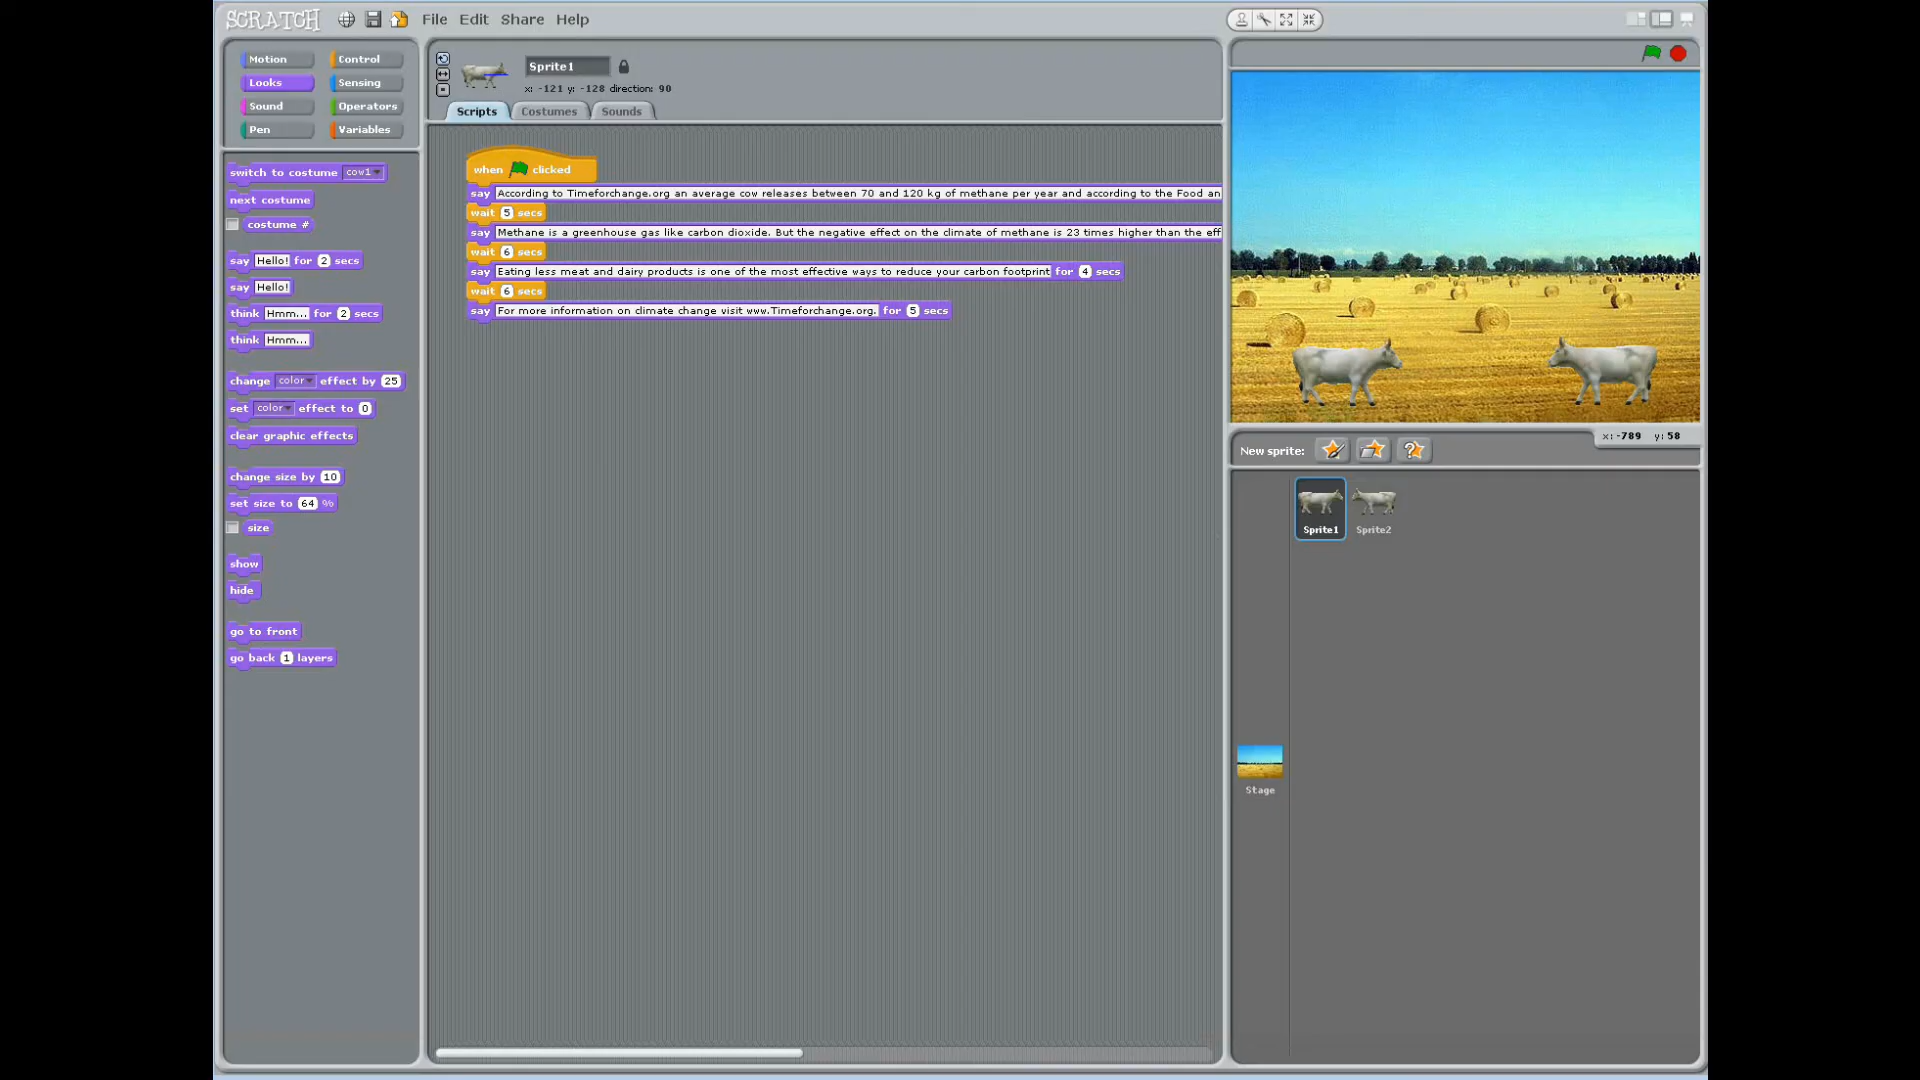 SCRATCH File Edit Share Help
Motion Control
Looks Sensing
Sound Operators
Pen Variables
switch to costume cow1
next costume
costume #
say Hello! for 2 secs
say Hello!
think Hmm... for 2 secs
think Hmm...
change color effect by 25
set color effect to 0
clear graphic effects
change size by 10
set size to 64 %
size
show
hide
go to front
go back 1 layers
Sprite1
x: -121 y: -128 direction: 90
Scripts Costumes Sounds
when clicked
say According to Timeforchange.org an average cow releases between 70 and 120 kg of methane per year and according to the Food an
wait 5 secs
say Methane is a greenhouse gas like carbon dioxide. But the negative effect on the climate of methane is 23 times higher than the eff
wait 6 secs
say Eating less meat and dairy products is one of the most effective ways to reduce your carbon footprint for 4 secs
wait 6 secs
say For more information on climate change visit www.Timeforchange.org. for 5 secs
x: -789 y: 58
New sprite:
Sprite1 Sprite2
Stage